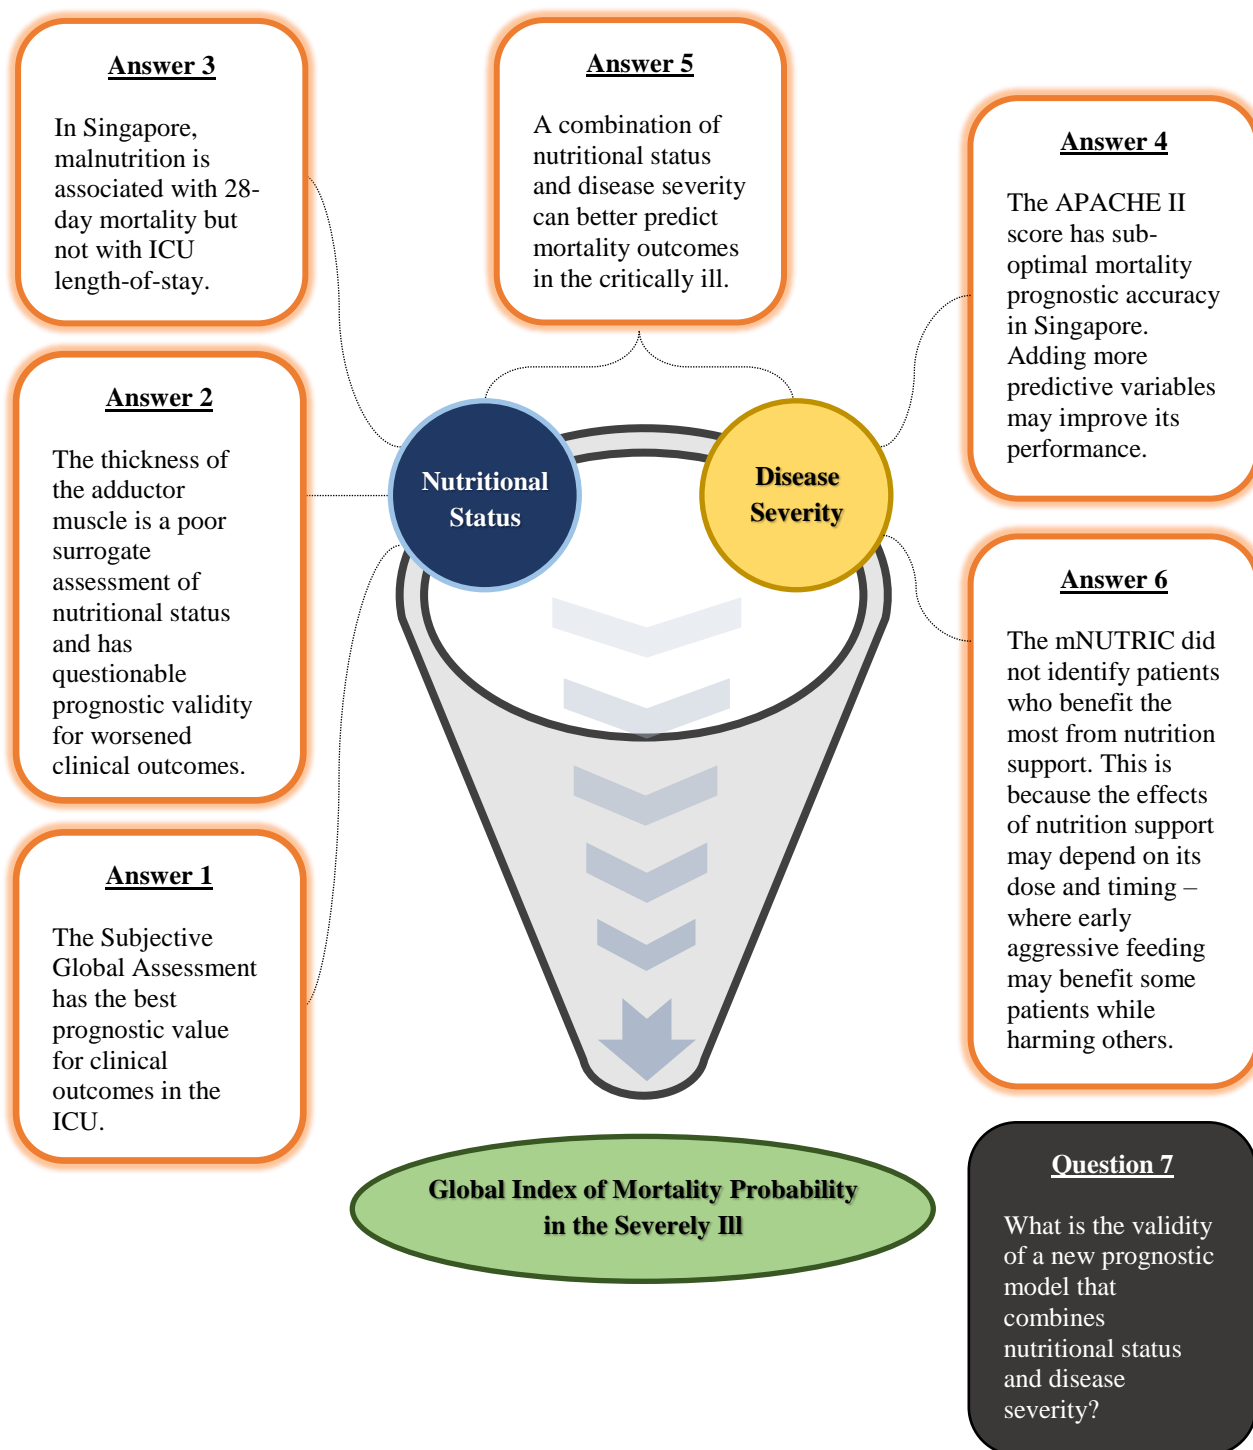 Answer 3
In Singapore,
malnutrition is
associated with 28-
day mortality but
not with ICU
length-of-stay.
Answer 5
A combination of
nutritional status
and disease severity
can better predict
mortality outcomes
in the critically ill.
Answer 4
The APACHE II
score has sub-
optimal mortality
prognostic accuracy
in Singapore.
Adding more
predictive variables
may improve its
performance.
Answer 2
The thickness of
the adductor
muscle is a poor
surrogate
assessment of
nutritional status
and has
questionable
prognostic validity
for worsened
clinical outcomes.
Nutritional
Status
Disease
Severity
Answer 6
The mNUTRIC did
not identify patients
who benefit the
most from nutrition
support. This is
because the effects
of nutrition support
may depend on its
dose and timing –
where early
aggressive feeding
may benefit some
patients while
harming others.
Answer 1
The Subjective
Global Assessment
has the best
prognostic value
for clinical
outcomes in the
ICU.
Global Index of Mortality Probability
in the Severely Ill
Question 7
What is the validity
of a new prognostic
model that
combines
nutritional status
and disease
severity?